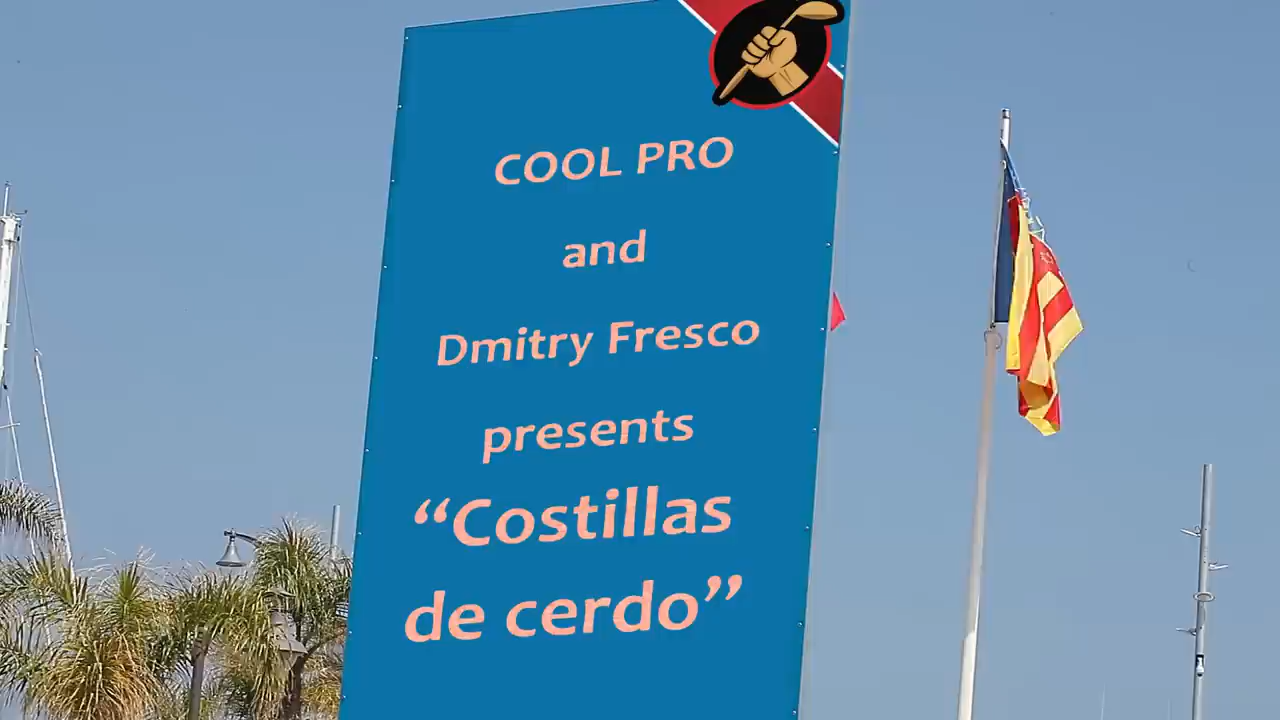 COOL PRO
and
Dmitry Fresco
presents
“Costillas
de cerdo”